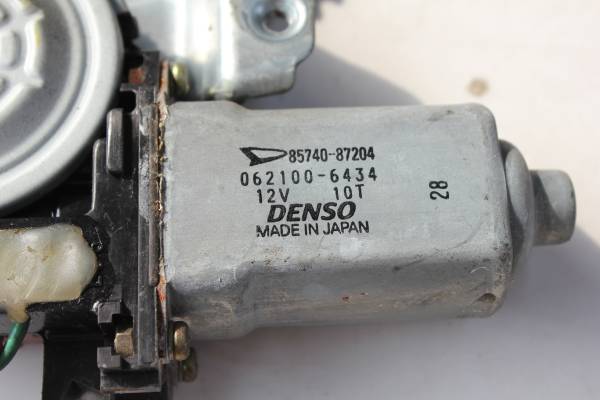 85740-87204
062100-6434
12V 10T
DENSO
MADE IN JAPAN
28